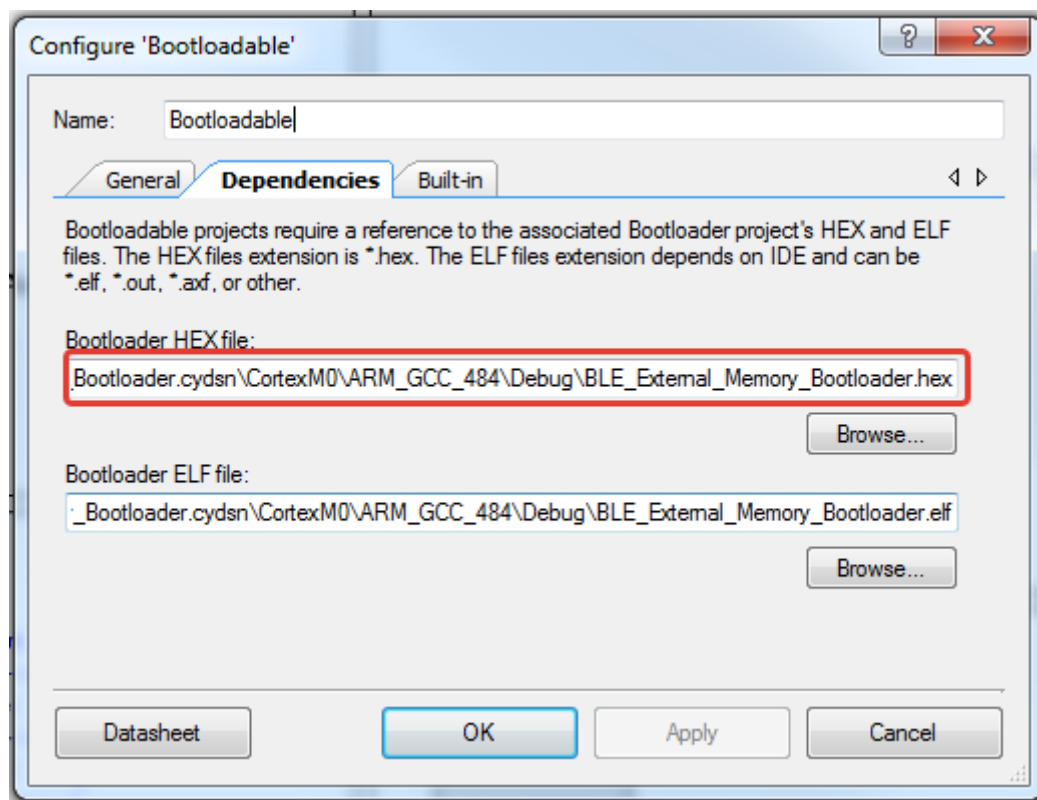 Configure 'Bootloadable'
Name: Bootloadable
General Dependencies Built-in
Bootloadable projects require a reference to the associated Bootloader project's HEX and ELF
files. The HEX files extension is *.hex. The ELF files extension depends on IDE and can be
*.elf, *.out, *.axf, or other.
Bootloader HEX file:
_Bootloader.cydsn\CortexM0\ARM_GCC_484\Debug\BLE_External_Memory_Bootloader.hex
Browse...
Bootloader ELF file:
_Bootloader.cydsn\CortexM0\ARM_GCC_484\Debug\BLE_External_Memory_Bootloader.elf
Browse...
Datasheet OK Apply Cancel